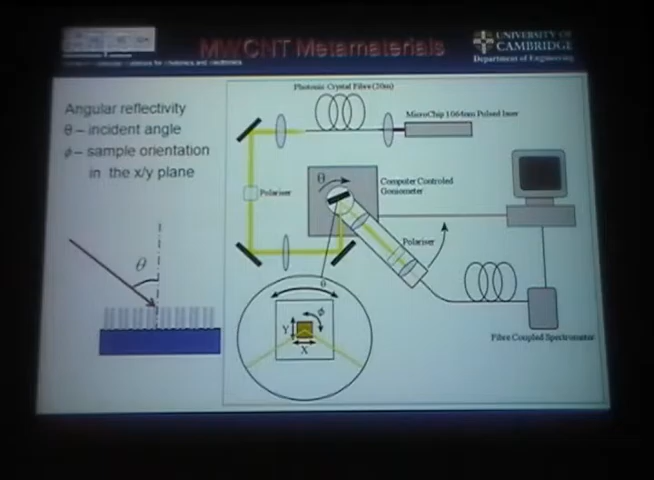 MWCNT Metamaterials
UNIVERSITY OF
CAMBRIDGE
Department of Engineering
Angular reflectivity
θ – incident angle
ϕ – sample orientation
in the x/y plane
θ
Photonic Crystal Fibre (20m)
MicroChip 1064nm Pulsed laser
Polariser
θ
Computer Controled
Goniometer
Polariser
θ
ϕ
Y
X
Fibre Coupled Spectrometer